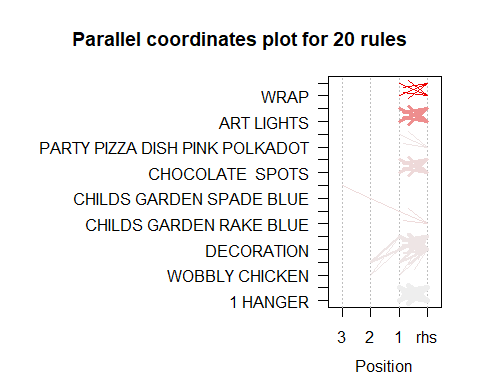 Parallel coordinates plot for 20 rules
WRAP
ART LIGHTS
PARTY PIZZA DISH PINK POLKADOT
CHOCOLATE  SPOTS
CHILDS GARDEN SPADE BLUE
CHILDS GARDEN RAKE BLUE
DECORATION
WOBBLY CHICKEN
1 HANGER
3 2 1 rhs
Position